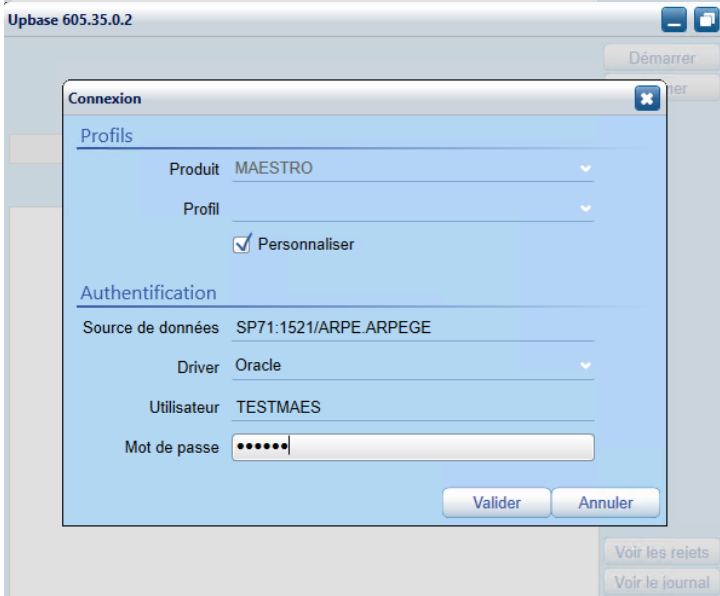 Upbase 605.35.0.2
Démarrer
Connexion
Profils
Produit MAESTRO
Profil
Personnaliser
Authentification
Source de données SP71:1521/ARPE.ARPEGE
Driver Oracle
Utilisateur TESTMAES
Mot de passe ••••••
Valider Annuler
Voir les rejets
Voir le journal